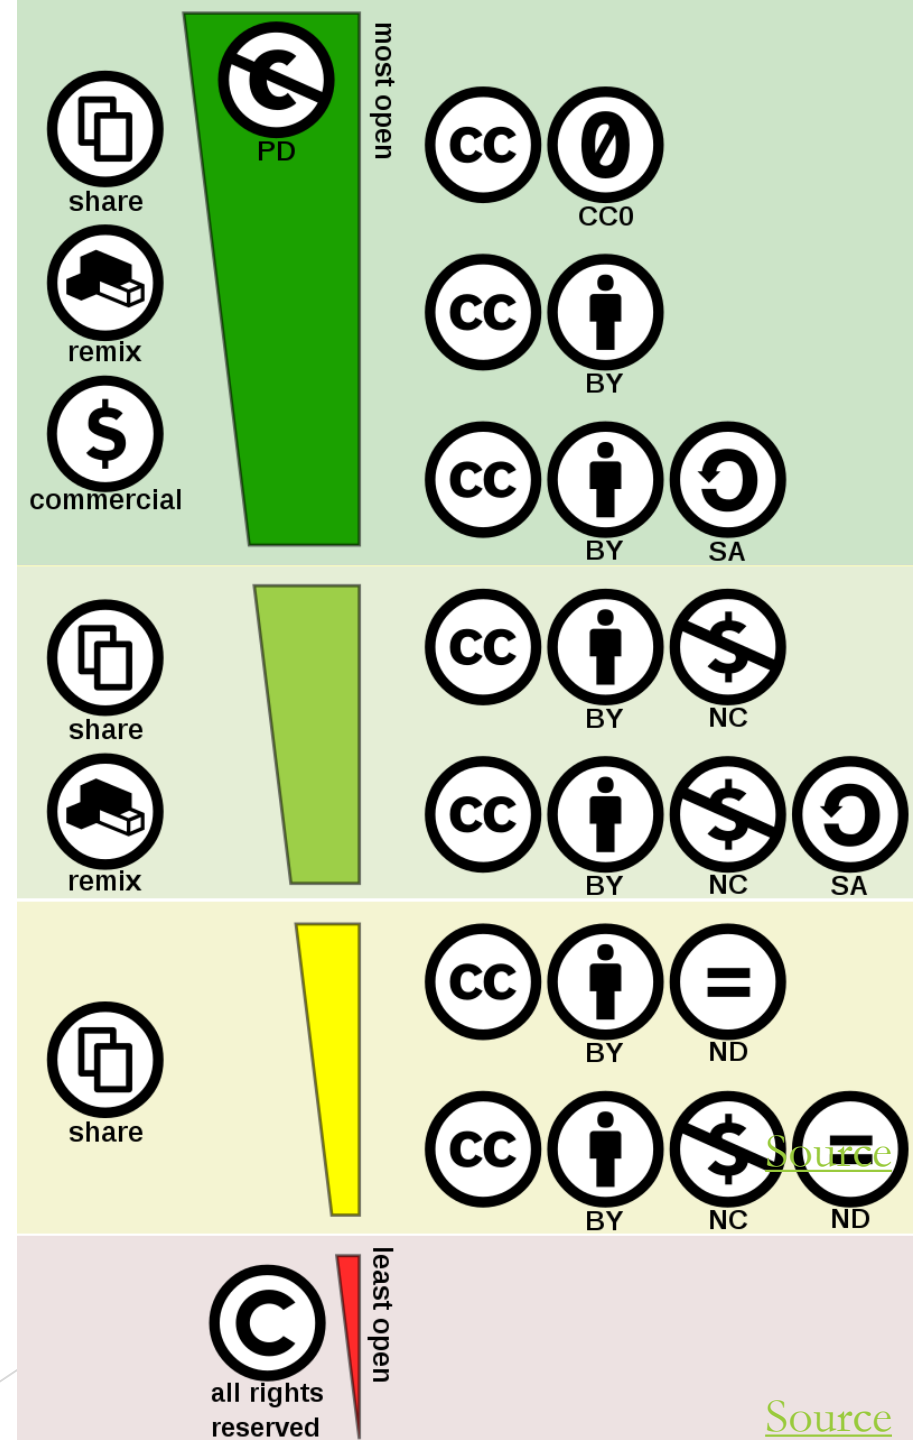 most open
PD
share
remix
commercial
CC 0
CC0
CC
BY
CC
BY SA
share
remix
CC $
BY NC
CC $
BY NC SA
share
CC =
BY ND
CC $ =
BY NC ND
Source
least open
C
all rights
reserved
Source